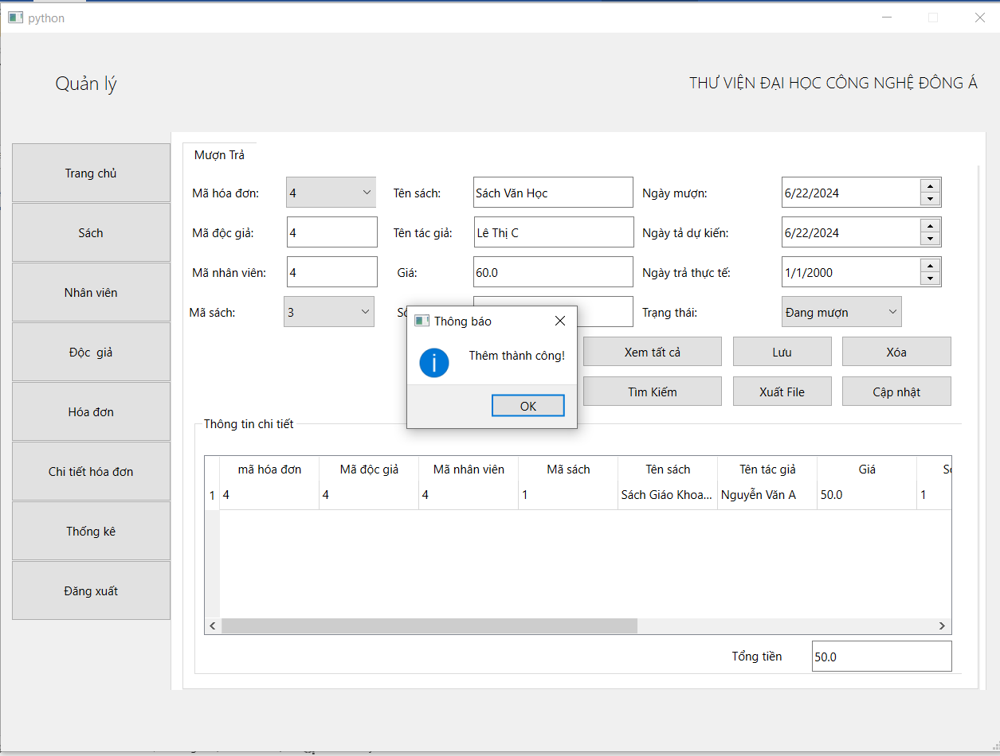 python
Quản lý
THƯ VIỆN ĐẠI HỌC CÔNG NGHỆ ĐÔNG Á
Trang chủ
Sách
Nhân viên
Độc giả
Hóa đơn
Chi tiết hóa đơn
Thống kê
Đăng xuất
Mượn Trả
Mã hóa đơn: 4 Tên sách: Sách Văn Học Ngày mượn: 6/22/2024
Mã độc giả: 4 Tên tác giả: Lê Thị C Ngày tả dự kiến: 6/22/2024
Mã nhân viên: 4 Giá: 60.0 Ngày trả thực tế: 1/1/2000
Mã sách: 3 Trạng thái: Đang mượn
Thông báo
Thêm thành công!
OK
Xem tất cả Lưu Xóa
Tìm Kiếm Xuất File Cập nhật
Thông tin chi tiết
mã hóa đơn Mã độc giả Mã nhân viên Mã sách Tên sách Tên tác giả Giá
1 4 4 4 1 Sách Giáo Khoa... Nguyễn Văn A 50.0 1
Tổng tiền 50.0